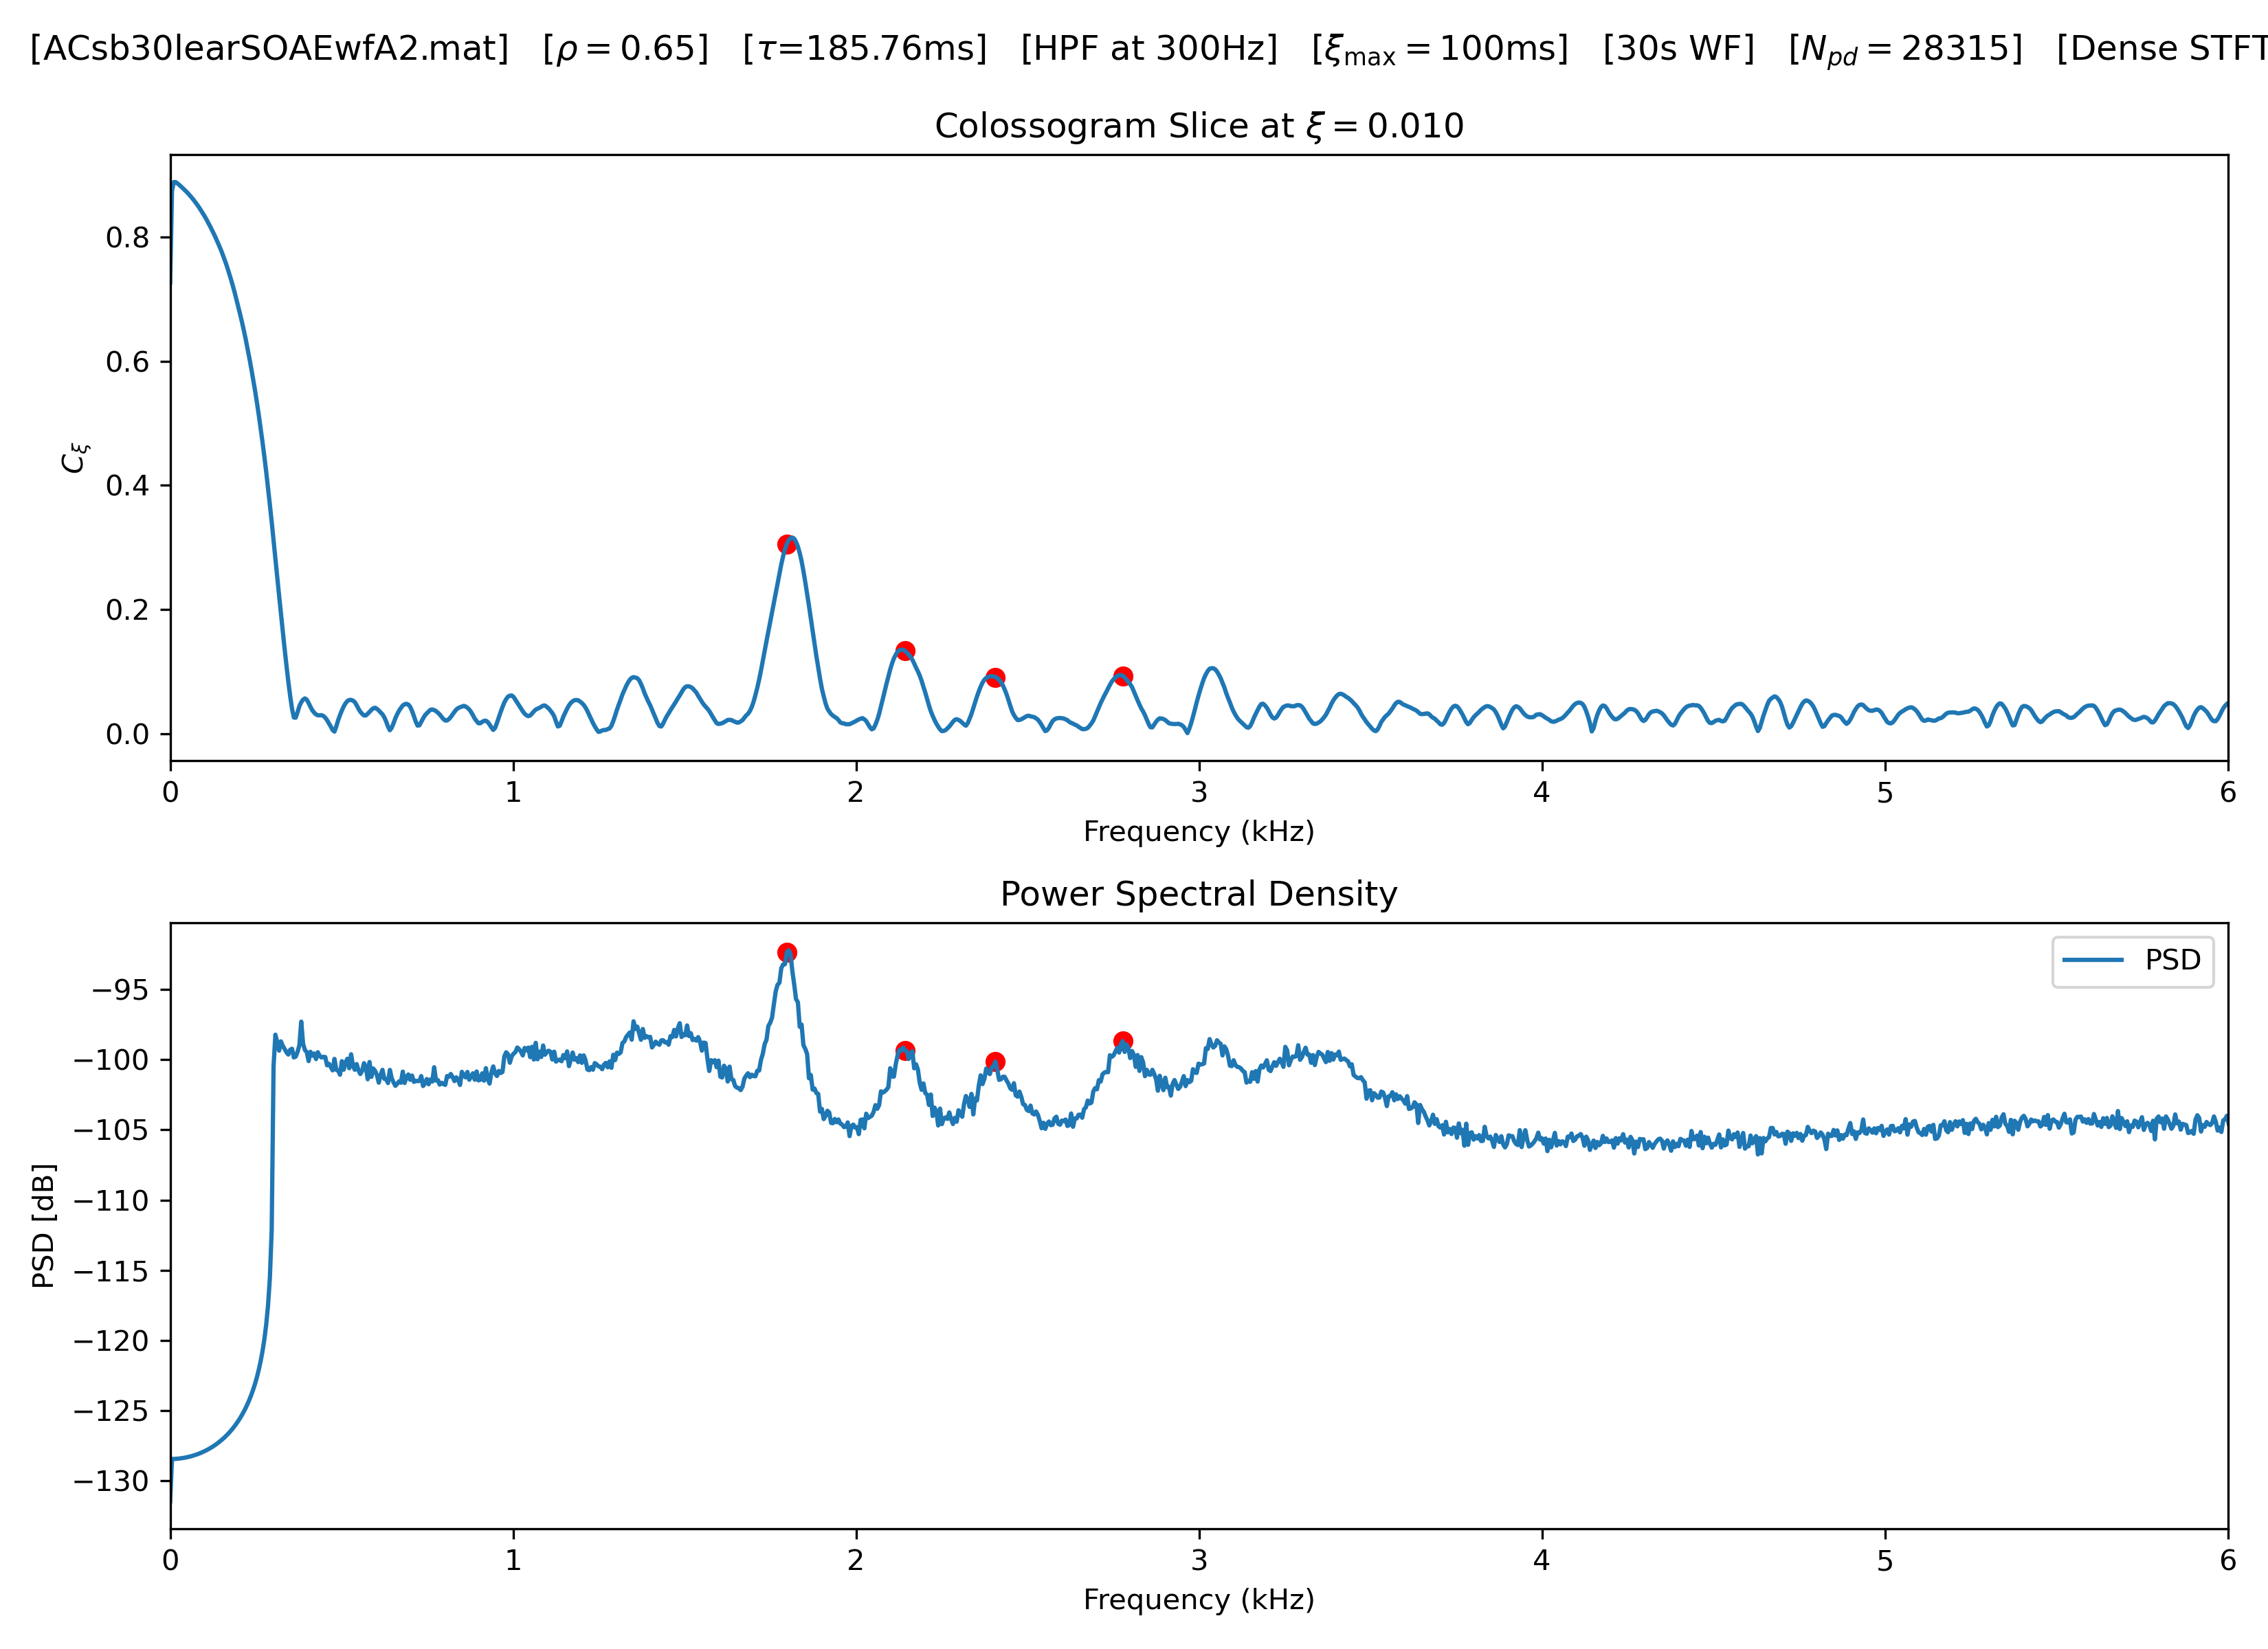 [ACsb30learSOAEwfA2.mat] [ρ = 0.65] [τ=185.76ms] [HPF at 300Hz] [ξmax = 100ms] [30s WF] [Npd = 28315] [Dense STFT
Colossogram Slice at ξ = 0.010
Cξ
0.8
0.6
0.4
0.2
0.0
0 1 2 3 4 5 6
Frequency (kHz)
Power Spectral Density
PSD
PSD [dB]
−95
−100
−105
−110
−115
−120
−125
−130
0 1 2 3 4 5 6
Frequency (kHz)